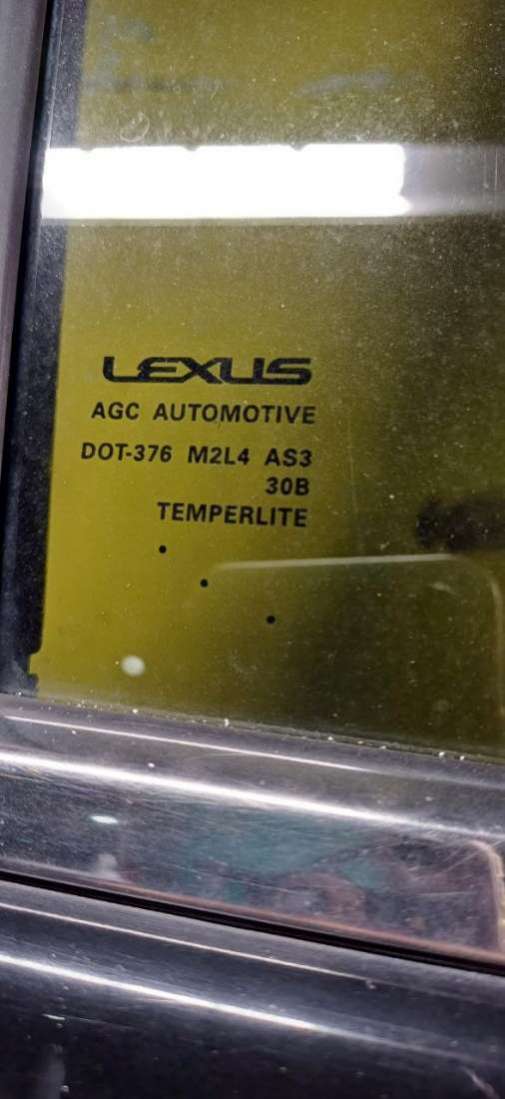 LEXUS
AGC AUTOMOTIVE
DOT-376 M2L4 AS3
30B
TEMPERLITE